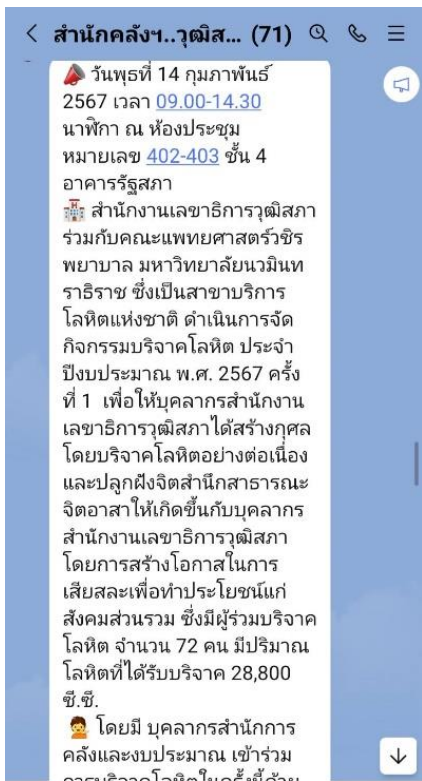 สำนักคลังฯ..วุฒิส... (71)
📣 วันพุธที่ 14 กุมภาพันธ์
2567 เวลา 09.00-14.30
นาฬิกา ณ ห้องประชุม
หมายเลข 402-403 ชั้น 4
อาคารรัฐสภา
🏥 สำนักงานเลขาธิการวุฒิสภา
ร่วมกับคณะแพทยศาสตร์วชิร
พยาบาล มหาวิทยาลัยนวมินท
ราธิราช ซึ่งเป็นสาขาบริการ
โลหิตแห่งชาติ ดำเนินการจัด
กิจกรรมบริจาคโลหิต ประจำ
ปีงบประมาณ พ.ศ. 2567 ครั้ง
ที่ 1 เพื่อให้บุคลากรสำนักงาน
เลขาธิการวุฒิสภาได้สร้างกุศล
โดยบริจาคโลหิตอย่างต่อเนื่อง
และปลูกฝังจิตสำนึกสาธารณะ
จิตอาสาให้เกิดขึ้นกับบุคลากร
สำนักงานเลขาธิการวุฒิสภา
โดยการสร้างโอกาสในการ
เสียสละเพื่อทำประโยชน์แก่
สังคมส่วนรวม ซึ่งมีผู้ร่วมบริจาค
โลหิต จำนวน 72 คน มีปริมาณ
โลหิตที่ได้รับบริจาค 28,800
ซี.ซี.
🙍 โดยมี บุคลากรสำนักการ
คลังและงบประมาณ เข้าร่วม
การบริจาคโลหิตในครั้งนี้ด้วย